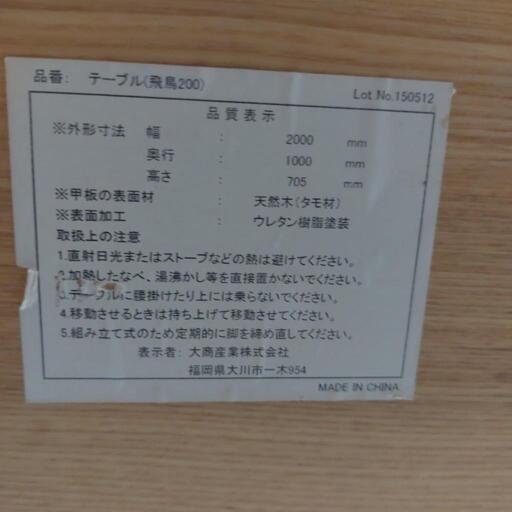 品番: テーブル(飛鳥200)
Lot No.150512
品質表示
※外形寸法 幅 : 2000 mm
奥行 : 1000 mm
高さ : 705 mm
※甲板の表面材 : 天然木(タモ材)
※表面加工 : ウレタン樹脂塗装
取扱上の注意
1.直射日光またはストーブなどの熱は避けてください。
2.加熱したなべ、湯沸かし等を直接置かないでください。
3.テーブルに腰掛けたり上には乗らないでください。
4.移動させるときは持ち上げて移動させてください。
5.組み立て式のため定期的に脚を締め直してください。
表示者: 大商産業株式会社
福岡県大川市一木954
MADE IN CHINA